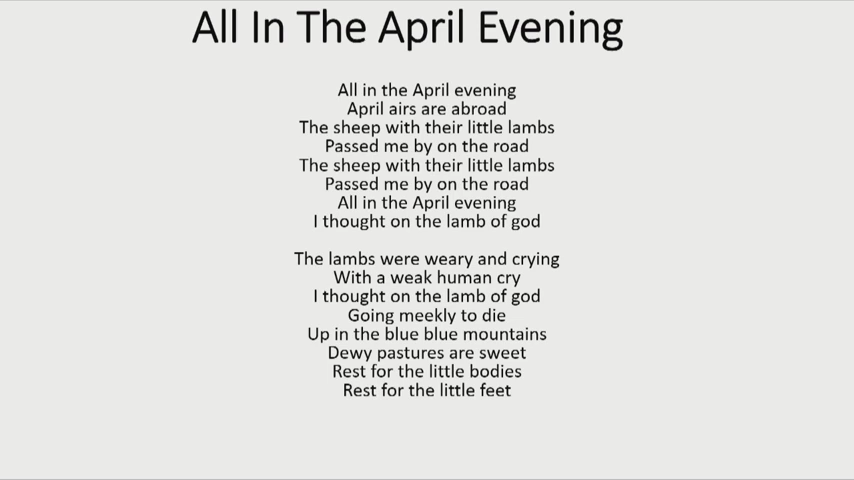 All In The April Evening
All in the April evening
April airs are abroad
The sheep with their little lambs
Passed me by on the road
The sheep with their little lambs
Passed me by on the road
All in the April evening
I thought on the lamb of god
The lambs were weary and crying
With a weak human cry
I thought on the lamb of god
Going meekly to die
Up in the blue blue mountains
Dewy pastures are sweet
Rest for the little bodies
Rest for the little feet